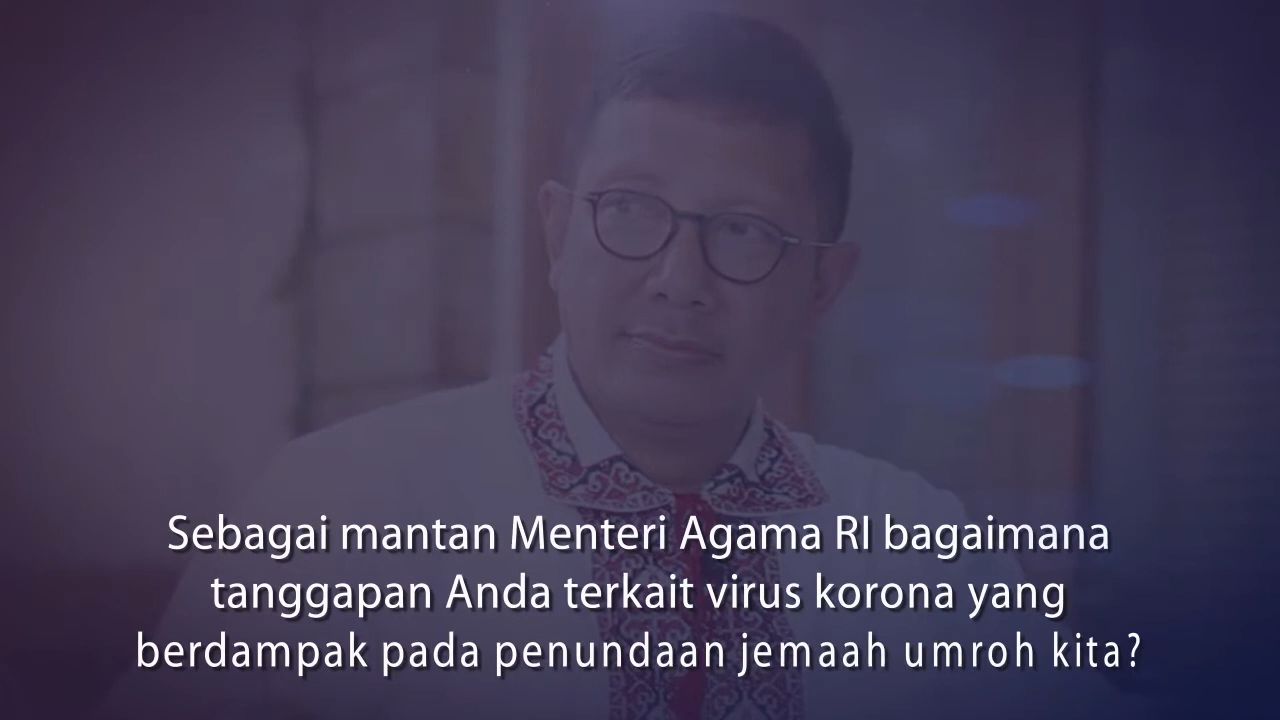 Sebagai mantan Menteri Agama RI bagaimana
tanggapan Anda terkait virus korona yang
berdampak pada penundaan jemaah umroh kita?